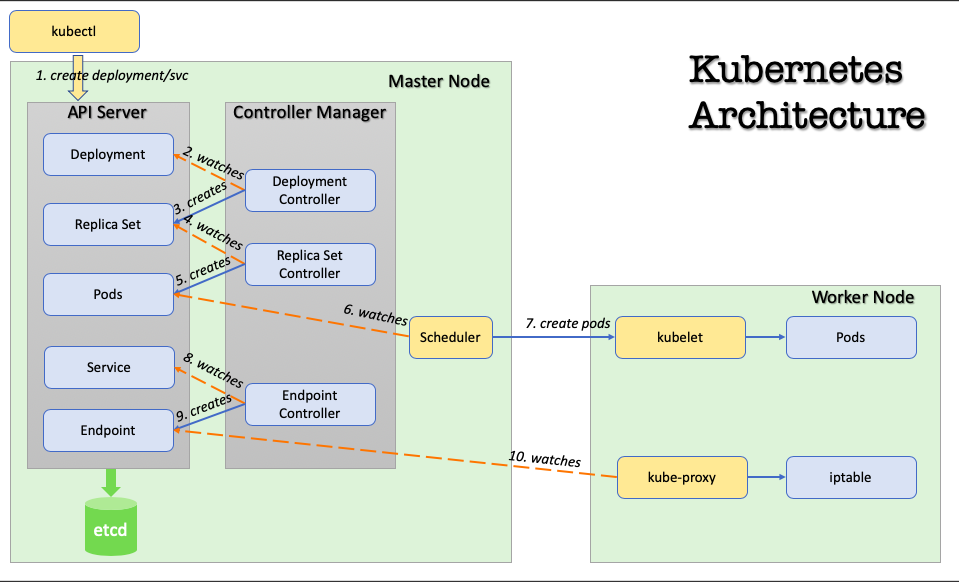 kubectl
Kubernetes
Architecture
1. create deployment/svc
Master Node
API Server
Controller Manager
Deployment
2. watches
Deployment
Controller
3. creates
Replica Set
4. watches
Replica Set
Controller
5. creates
Pods
6. watches
Scheduler
7. create pods
Worker Node
kubelet
Pods
Service
8. watches
Endpoint
Controller
9. creates
Endpoint
10. watches
kube-proxy
iptable
etcd